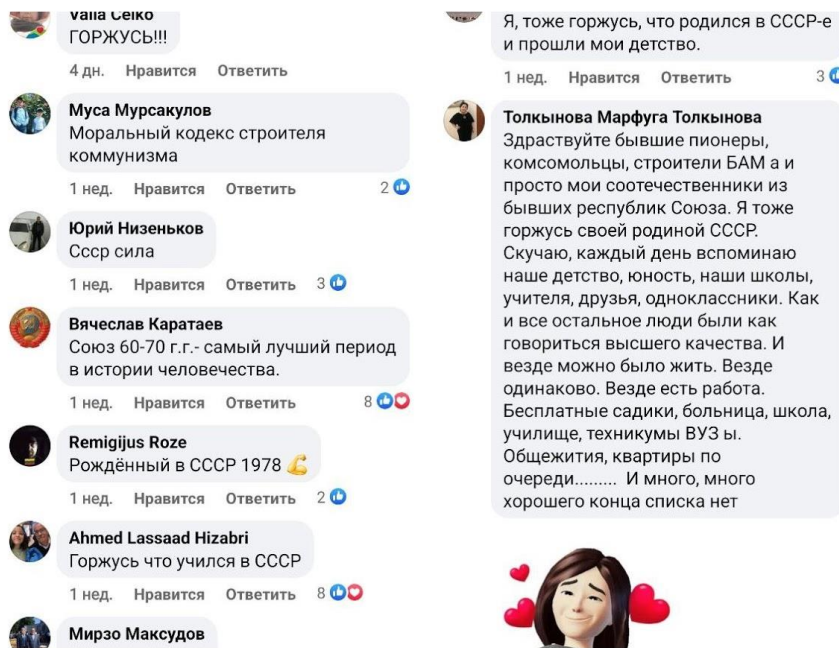 Valia Ceiko
ГОРЖУСЬ!!!
4 дн. Нравится Ответить
Муса Мурсакулов
Моральный кодекс строителя
коммунизма
1 нед. Нравится Ответить 2
Юрий Низеньков
Ссср сила
1 нед. Нравится Ответить 3
Вячеслав Каратаев
Союз 60-70 г.г.- самый лучший период
в истории человечества.
1 нед. Нравится Ответить 8
Remigijus Roze
Рождённый в СССР 1978
1 нед. Нравится Ответить 2
Ahmed Lassaad Hizabri
Горжусь что учился в СССР
1 нед. Нравится Ответить 8
Мирзо Максудов
Я, тоже горжусь, что родился в СССР-е
и прошли мои детство.
1 нед. Нравится Ответить 3
Толкынова Марфуга Толкынова
Здраствуйте бывшие пионеры,
комсомольцы, строители БАМ а и
просто мои соотечественники из
бывших республик Союза. Я тоже
горжусь своей родиной СССР.
Скучаю, каждый день вспоминаю
наше детство, юность, наши школы,
учителя, друзья, одноклассники. Как
и все остальное люди были как
говориться высшего качества. И
везде можно было жить. Везде
одинаково. Везде есть работа.
Бесплатные садики, больница, школа,
училище, техникумы ВУЗ ы.
Общежития, квартиры по
очереди......... И много, много
хорошего конца списка нет